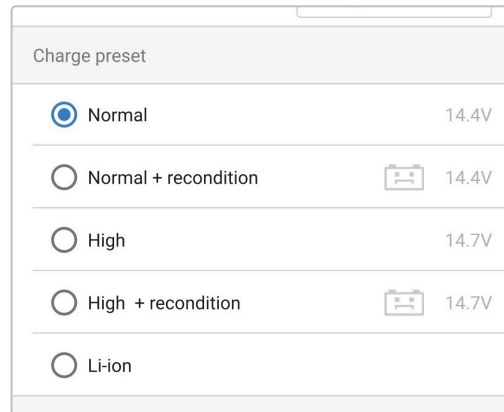 Charge preset
Normal 14.4V
Normal + recondition 14.4V
High 14.7V
High + recondition 14.7V
Li-ion